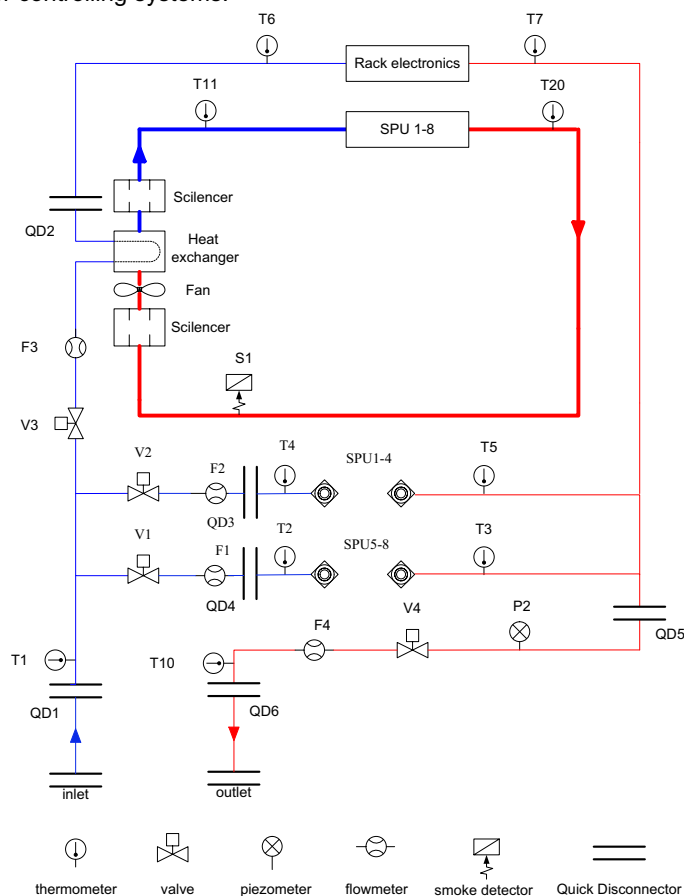 r controlling systems.
T6
T7
Rack electronics
T11
T20
SPU 1-8
Scilencer
QD2
Heat
exchanger
Fan
F3
Scilencer
S1
V3
V2
F2
T4
SPU1-4
T5
QD3
V1
F1
T2
SPU5-8
T3
QD4
F4
V4
P2
QD5
T1
T10
QD1
QD6
inlet
outlet
thermometer
valve
piezometer
flowmeter
smoke detector
Quick Disconnector